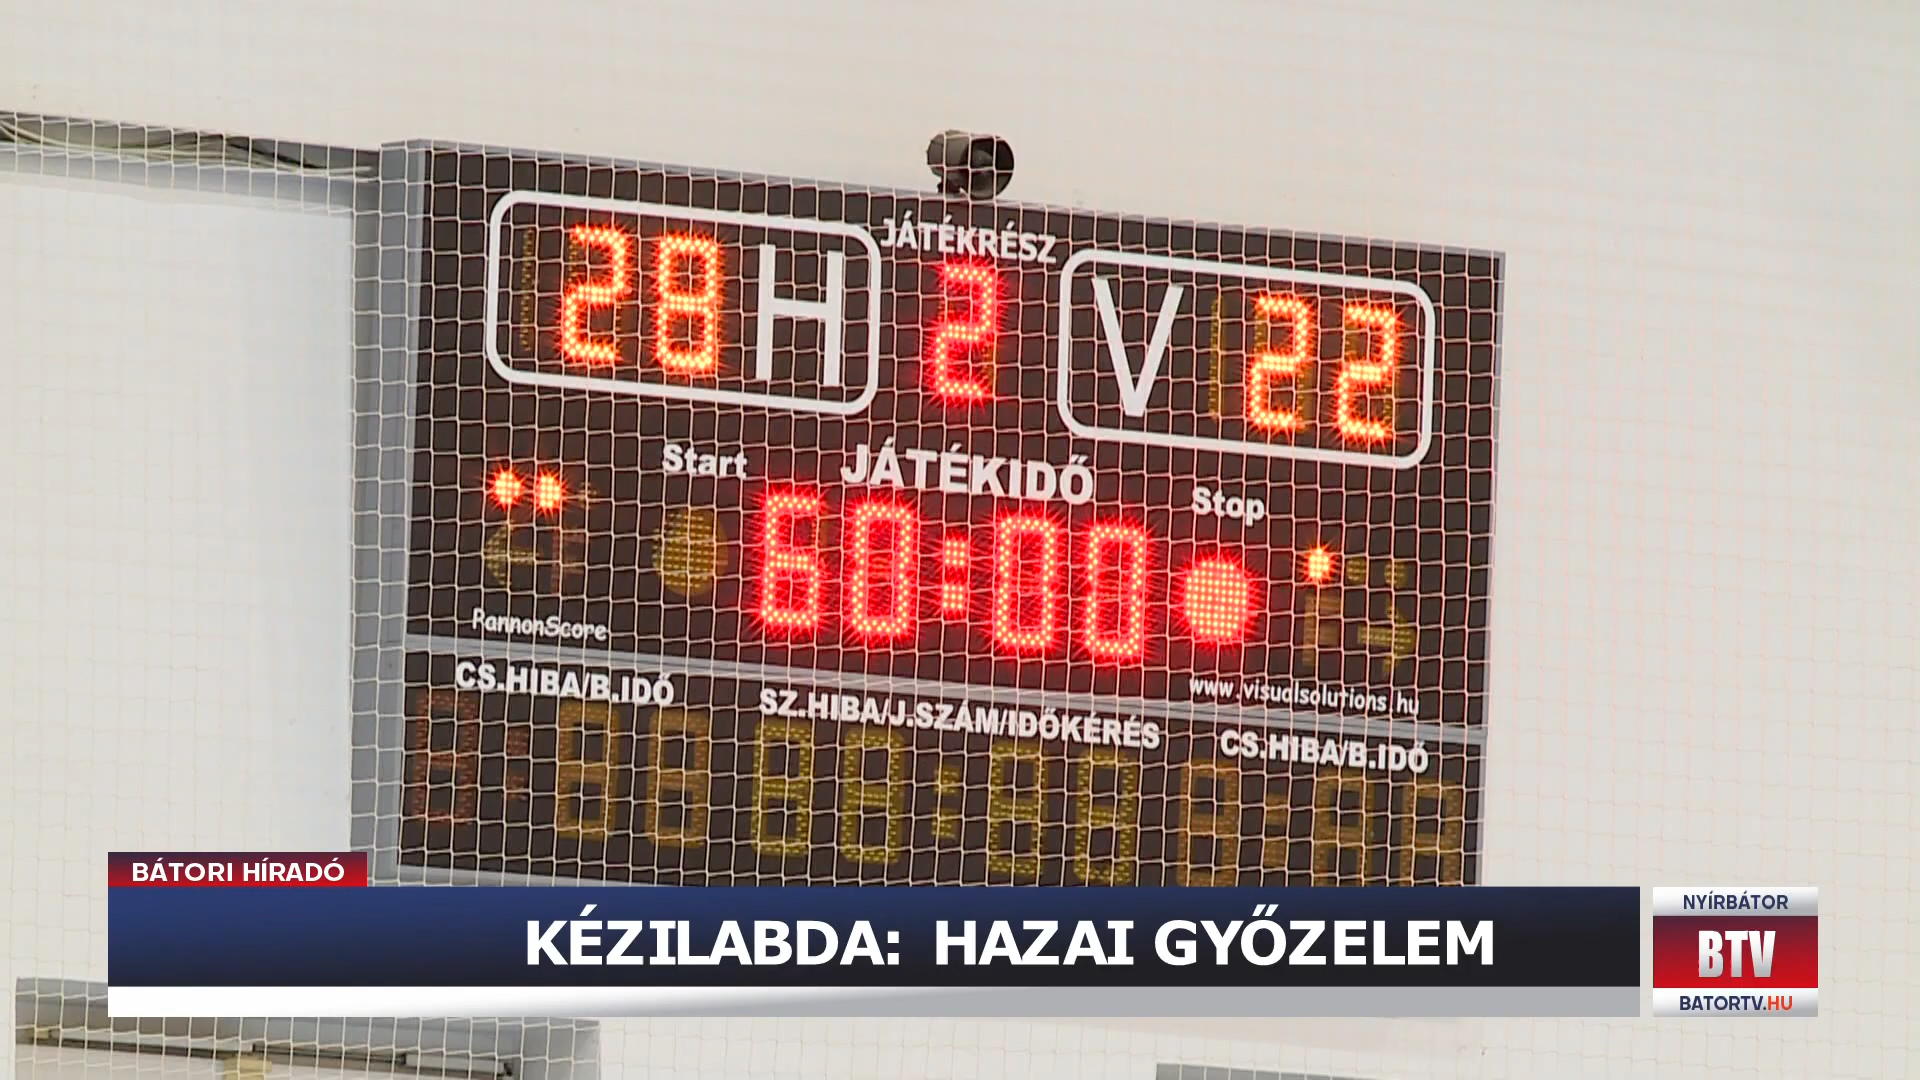 JÁTÉKRÉSZ
28 H 2 V 22
Start JÁTÉKIDŐ Stop
60:00
RannonScore
www.visualsolutions.hu
CS.HIBA/B.IDŐ SZ.HIBA/J.SZÁM/IDŐKÉRÉS CS.HIBA/B.IDŐ
BÁTORI HÍRADÓ
KÉZILABDA: HAZAI GYŐZELEM
NYÍRBÁTOR
BTV
BATORTV.HU